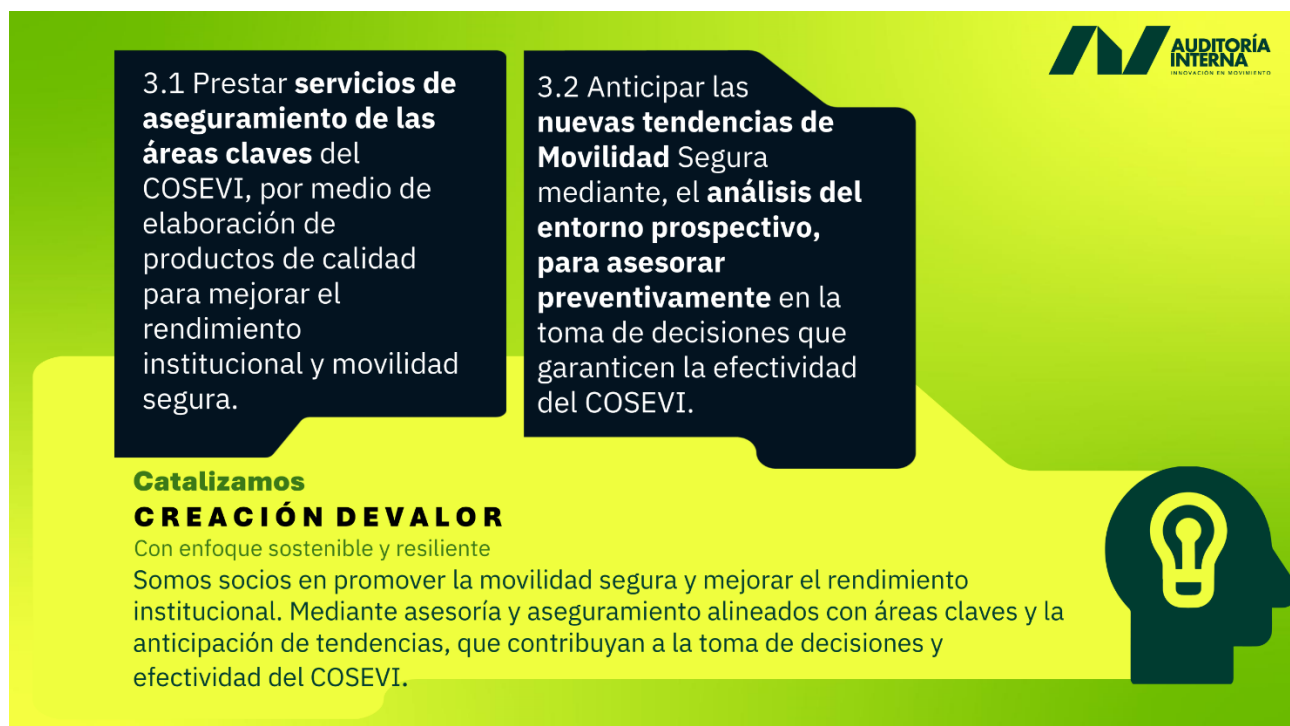 AUDITORÍA
INTERNA
INNOVACIÓN EN MOVIMIENTO
3.1 Prestar servicios de
aseguramiento de las
áreas claves del
COSEVI, por medio de
elaboración de
productos de calidad
para mejorar el
rendimiento
institucional y movilidad
segura.
3.2 Anticipar las
nuevas tendencias de
Movilidad Segura
mediante, el análisis del
entorno prospectivo,
para asesorar
preventivamente en la
toma de decisiones que
garanticen la efectividad
del COSEVI.
Catalizamos
CREACIÓN DEVALOR
Con enfoque sostenible y resiliente
Somos socios en promover la movilidad segura y mejorar el rendimiento
institucional. Mediante asesoría y aseguramiento alineados con áreas claves y la
anticipación de tendencias, que contribuyan a la toma de decisiones y
efectividad del COSEVI.